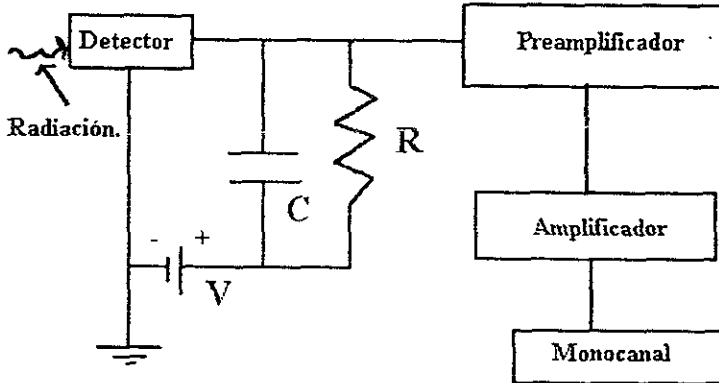 Detector
Preamplificador
Radiación.
R
C
Amplificador
- +
V
Monocanal